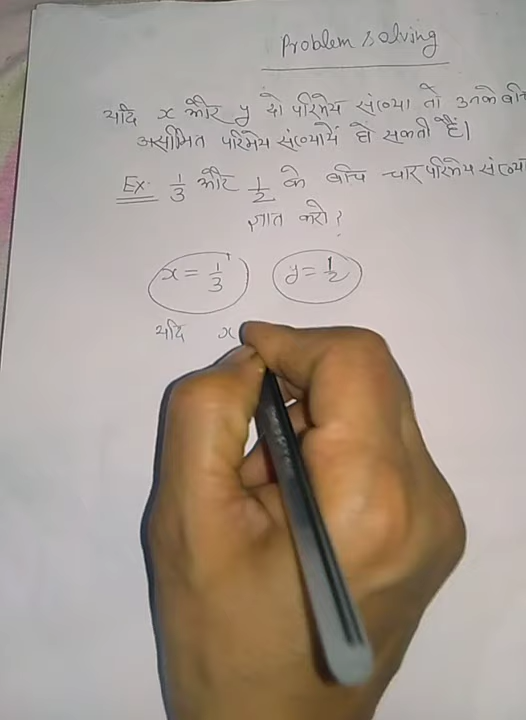 Problem solving
यदि x और y दो परिमेय संख्या तो उनके बीच
असीमित परिमेय संख्यायें हो सकती हैं।
Ex. 1/3 और 1/2 के बीच चार परिमेय संख्या
ज्ञात करो?
x = 1/3 y = 1/2
यदि x